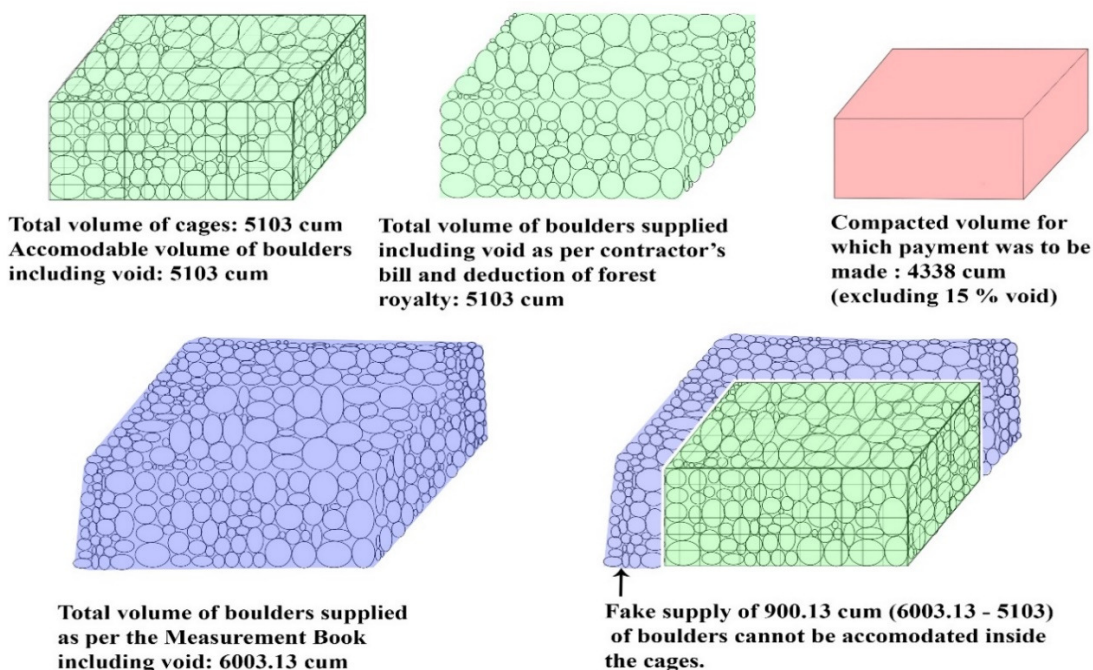 Total volume of cages: 5103 cum
Accomodable volume of boulders
including void: 5103 cum
Total volume of boulders supplied
including void as per contractor's
bill and deduction of forest
royalty: 5103 cum
Compacted volume for
which payment was to be
made : 4338 cum
(excluding 15 % void)
Total volume of boulders supplied
as per the Measurement Book
including void: 6003.13 cum
Fake supply of 900.13 cum (6003.13 - 5103)
of boulders cannot be accomodated inside
the cages.